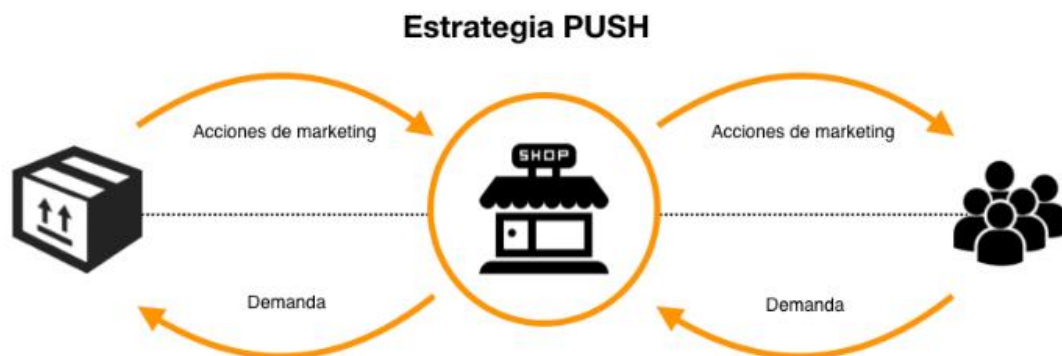 Estrategia PUSH
Acciones de marketing
Acciones de marketing
SHOP
Demanda
Demanda